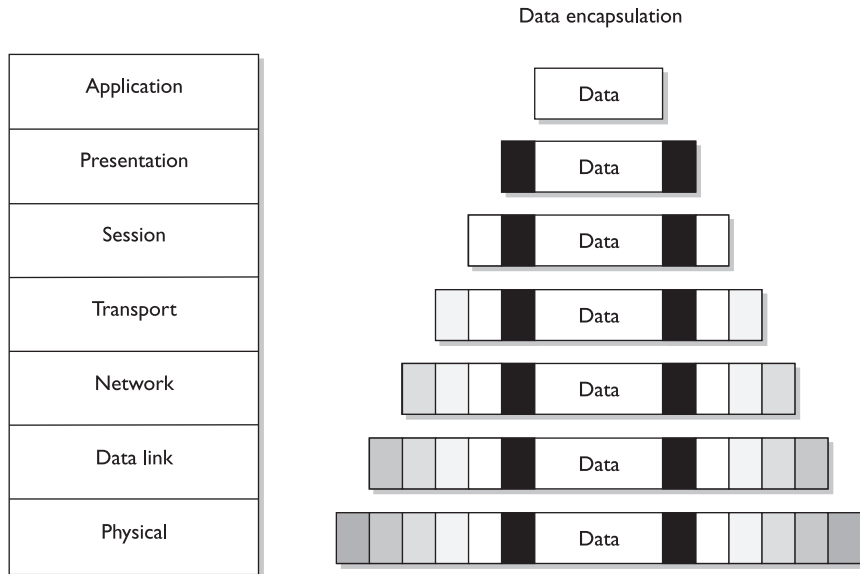 Data encapsulation
Application
Data
Presentation
Data
Session
Data
Transport
Data
Network
Data
Data link
Data
Physical
Data